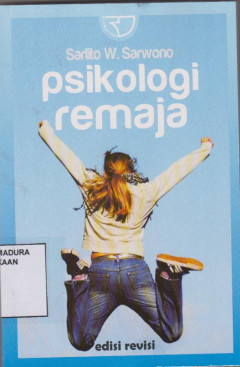 Sarlito W. Sarwono
psikologi
remaja
MADURA
KAAN
edisi revisi